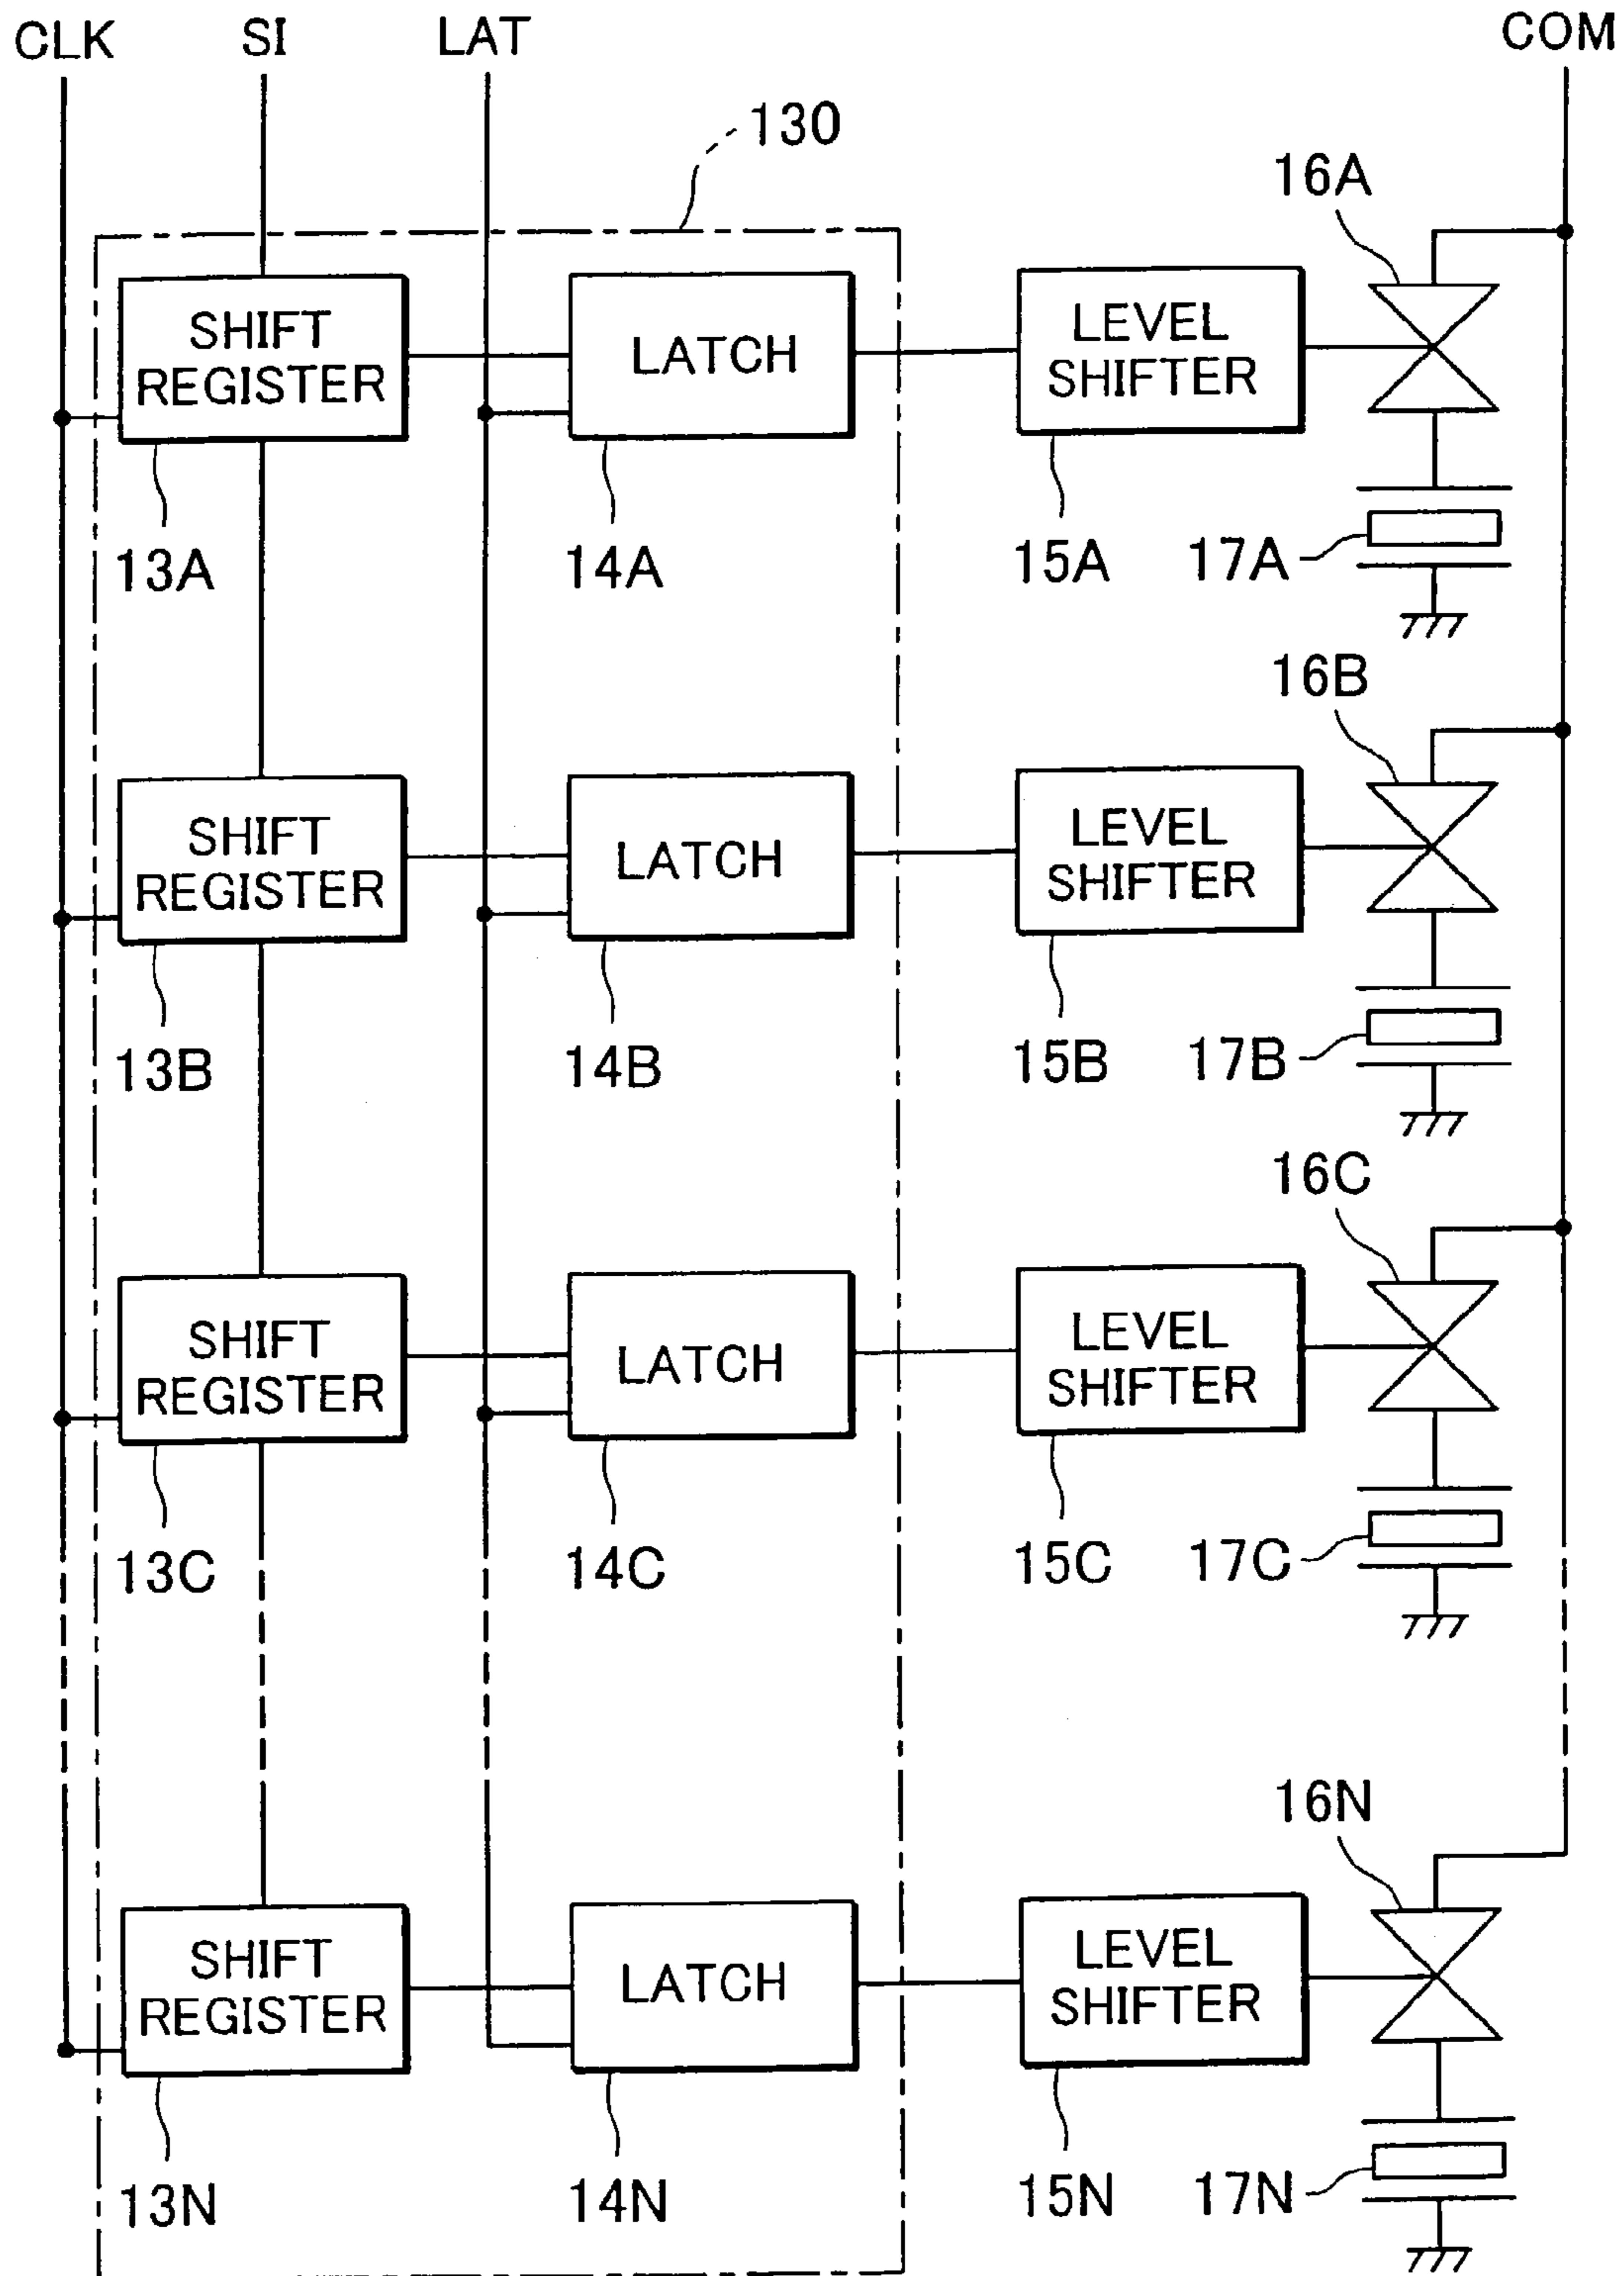 CLK SI LAT COM
130
16A
SHIFT
REGISTER
LATCH
LEVEL
SHIFTER
13A 14A 15A 17A
16B
SHIFT
REGISTER
LATCH
LEVEL
SHIFTER
13B 14B 15B 17B
16C
SHIFT
REGISTER
LATCH
LEVEL
SHIFTER
13C 14C 15C 17C
16N
SHIFT
REGISTER
LATCH
LEVEL
SHIFTER
13N 14N 15N 17N